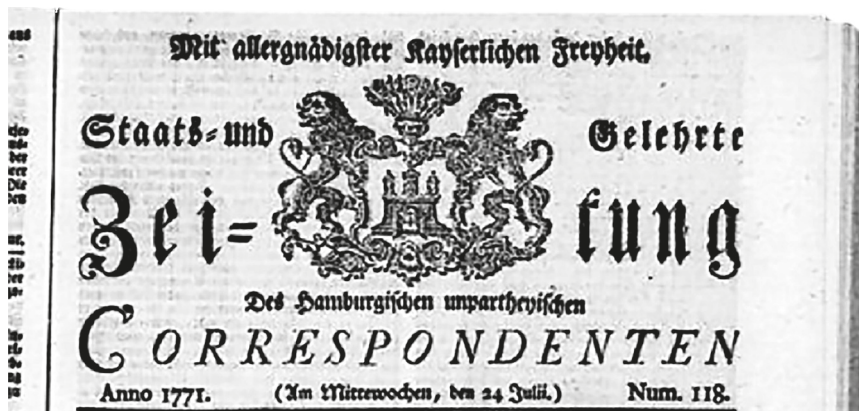 Mit allergnädigster Kayserlichen Freyheit.
Staats- und Gelehrte
Zei- tung
Des Hamburgischen unpartheyischen
CORRESPONDENTEN
Anno 1771. (Am Mittewochen, den 24 Julii.) Num. 118.